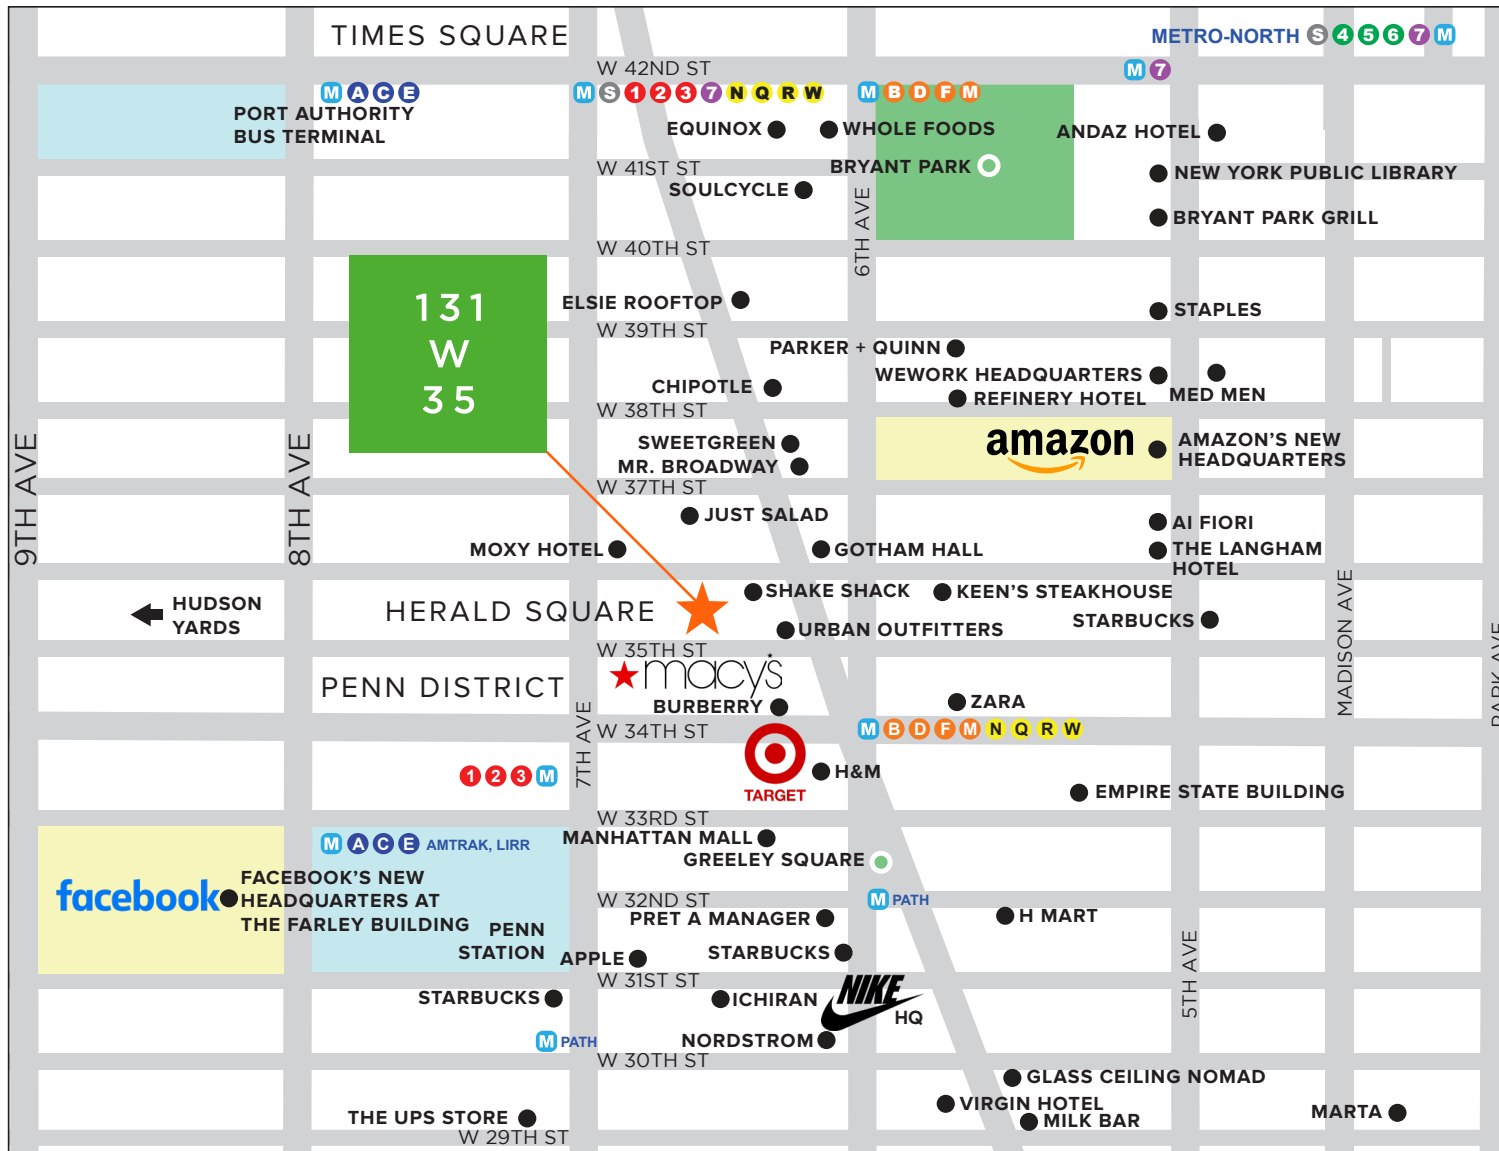 TIMES SQUARE
METRO-NORTH S 4 5 6 7 M
W 42ND ST
M 7
M A C E
M S 1 2 3 7 N Q R W
M B D F M
PORT AUTHORITY
BUS TERMINAL
EQUINOX
WHOLE FOODS
ANDAZ HOTEL
BRYANT PARK
W 41ST ST
NEW YORK PUBLIC LIBRARY
SOULCYCLE
BRYANT PARK GRILL
6TH AVE
W 40TH ST
131
W
35
ELSIE ROOFTOP
STAPLES
W 39TH ST
PARKER + QUINN
WEWORK HEADQUARTERS
CHIPOTLE
REFINERY HOTEL
MED MEN
W 38TH ST
9TH AVE
8TH AVE
SWEETGREEN
amazon
AMAZON'S NEW
HEADQUARTERS
MR. BROADWAY
W 37TH ST
JUST SALAD
AI FIORI
MOXY HOTEL
GOTHAM HALL
THE LANGHAM
HOTEL
HUDSON
YARDS
HERALD SQUARE
SHAKE SHACK
KEEN'S STEAKHOUSE
STARBUCKS
URBAN OUTFITTERS
MADISON AVE
PARK AVE
W 35TH ST
PENN DISTRICT
macy's
BURBERRY
ZARA
7TH AVE
W 34TH ST
M B D F M N Q R W
1 2 3 M
TARGET
H&M
EMPIRE STATE BUILDING
W 33RD ST
M A C E AMTRAK, LIRR
MANHATTAN MALL
GREELEY SQUARE
facebook
FACEBOOK'S NEW
HEADQUARTERS AT
THE FARLEY BUILDING
W 32ND ST
M PATH
PENN
STATION
PRET A MANAGER
H MART
APPLE
STARBUCKS
5TH AVE
W 31ST ST
STARBUCKS
ICHIRAN
NIKE
HQ
M PATH
NORDSTROM
W 30TH ST
GLASS CEILING NOMAD
VIRGIN HOTEL
THE UPS STORE
MILK BAR
MARTA
W 29TH ST